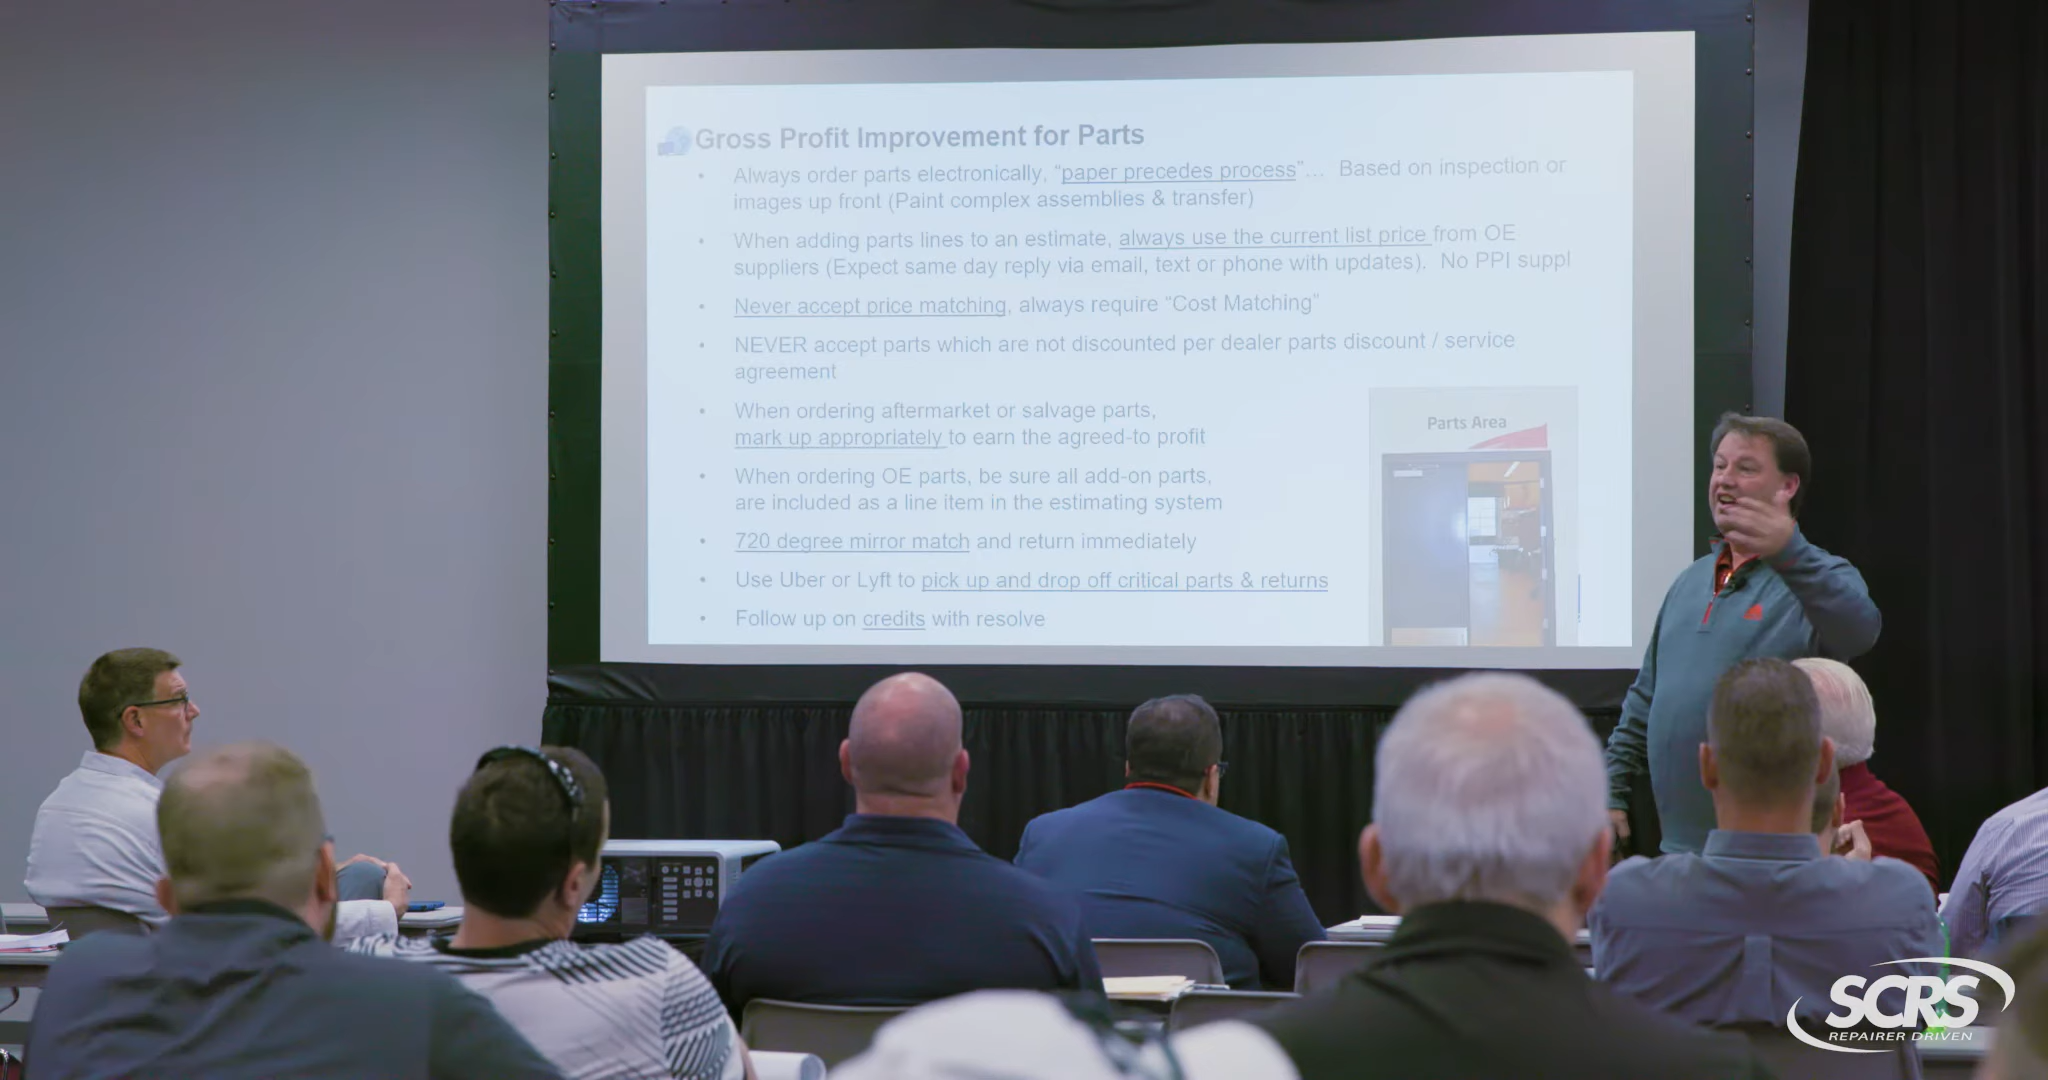 Gross Profit Improvement for Parts
• Always order parts electronically, “paper precedes process”… Based on inspection or
images up front (Paint complex assemblies & transfer)
• When adding parts lines to an estimate, always use the current list price from OE
suppliers (Expect same day reply via email, text or phone with updates). No PPI suppl
• Never accept price matching, always require “Cost Matching”
• NEVER accept parts which are not discounted per dealer parts discount / service
agreement
• When ordering aftermarket or salvage parts,
mark up appropriately to earn the agreed-to profit
• When ordering OE parts, be sure all add-on parts,
are included as a line item in the estimating system
• 720 degree mirror match and return immediately
• Use Uber or Lyft to pick up and drop off critical parts & returns
• Follow up on credits with resolve
Parts Area
SCRS
REPAIRER DRIVEN